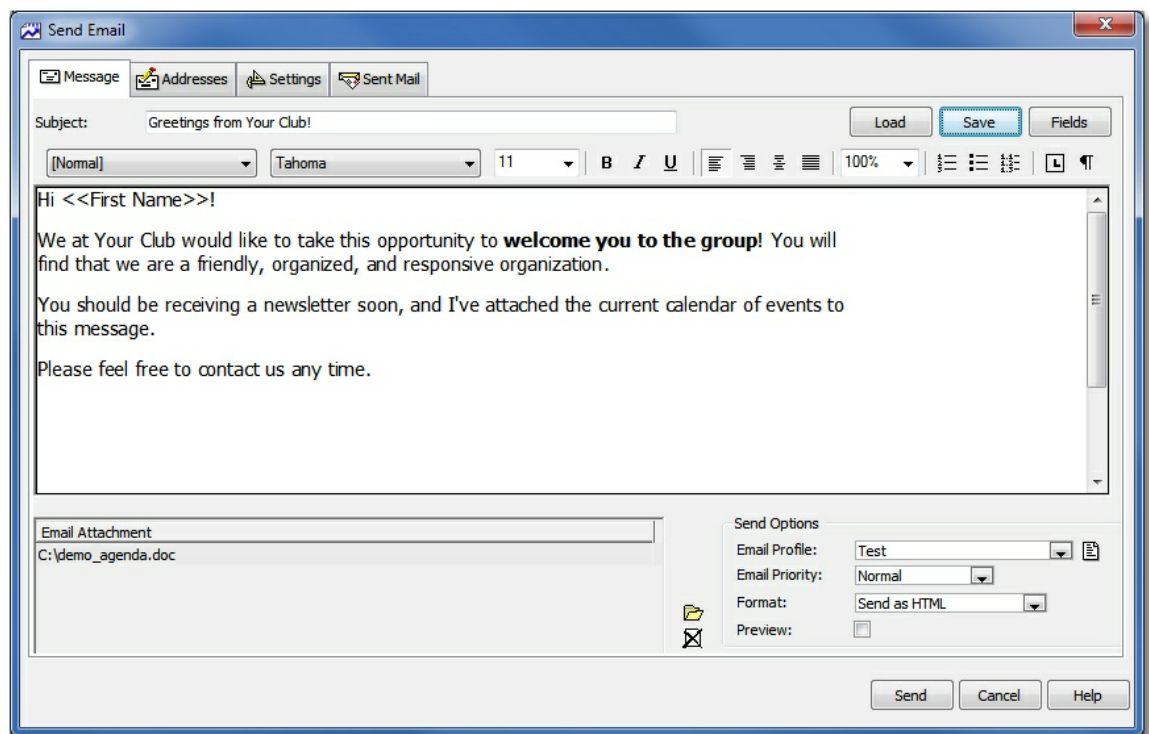 Send Email
Message Addresses Settings Sent Mail
Subject: Greetings from Your Club! Load Save Fields
[Normal] Tahoma 11 B I U 100%
Hi <<First Name>>!
We at Your Club would like to take this opportunity to welcome you to the group! You will
find that we are a friendly, organized, and responsive organization.
You should be receiving a newsletter soon, and I've attached the current calendar of events to
this message.
Please feel free to contact us any time.
Email Attachment
C:\demo_agenda.doc
Send Options
Email Profile: Test
Email Priority: Normal
Format: Send as HTML
Preview:
Send Cancel Help